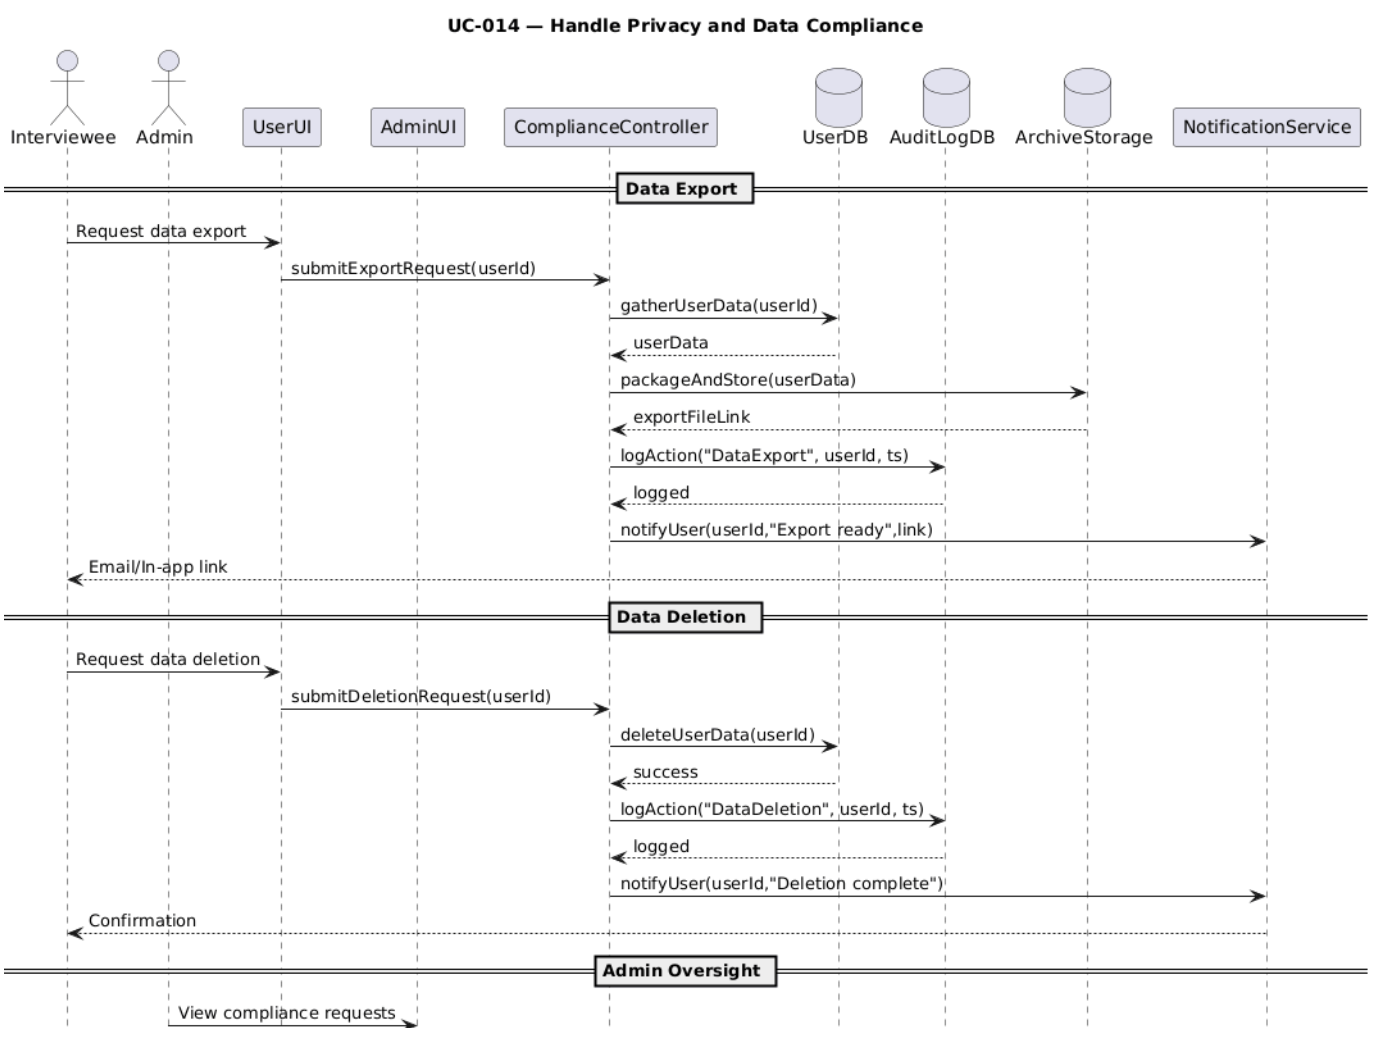 UC-014 — Handle Privacy and Data Compliance
Interviewee
Admin
UserUI
AdminUI
ComplianceController
UserDB
AuditLogDB
ArchiveStorage
NotificationService
Data Export
Request data export
submitExportRequest(userId)
gatherUserData(userId)
userData
packageAndStore(userData)
exportFileLink
logAction("DataExport", userId, ts)
logged
notifyUser(userId,"Export ready",link)
Email/In-app link
Data Deletion
Request data deletion
submitDeletionRequest(userId)
deleteUserData(userId)
success
logAction("DataDeletion", userId, ts)
logged
notifyUser(userId,"Deletion complete")
Confirmation
Admin Oversight
View compliance requests